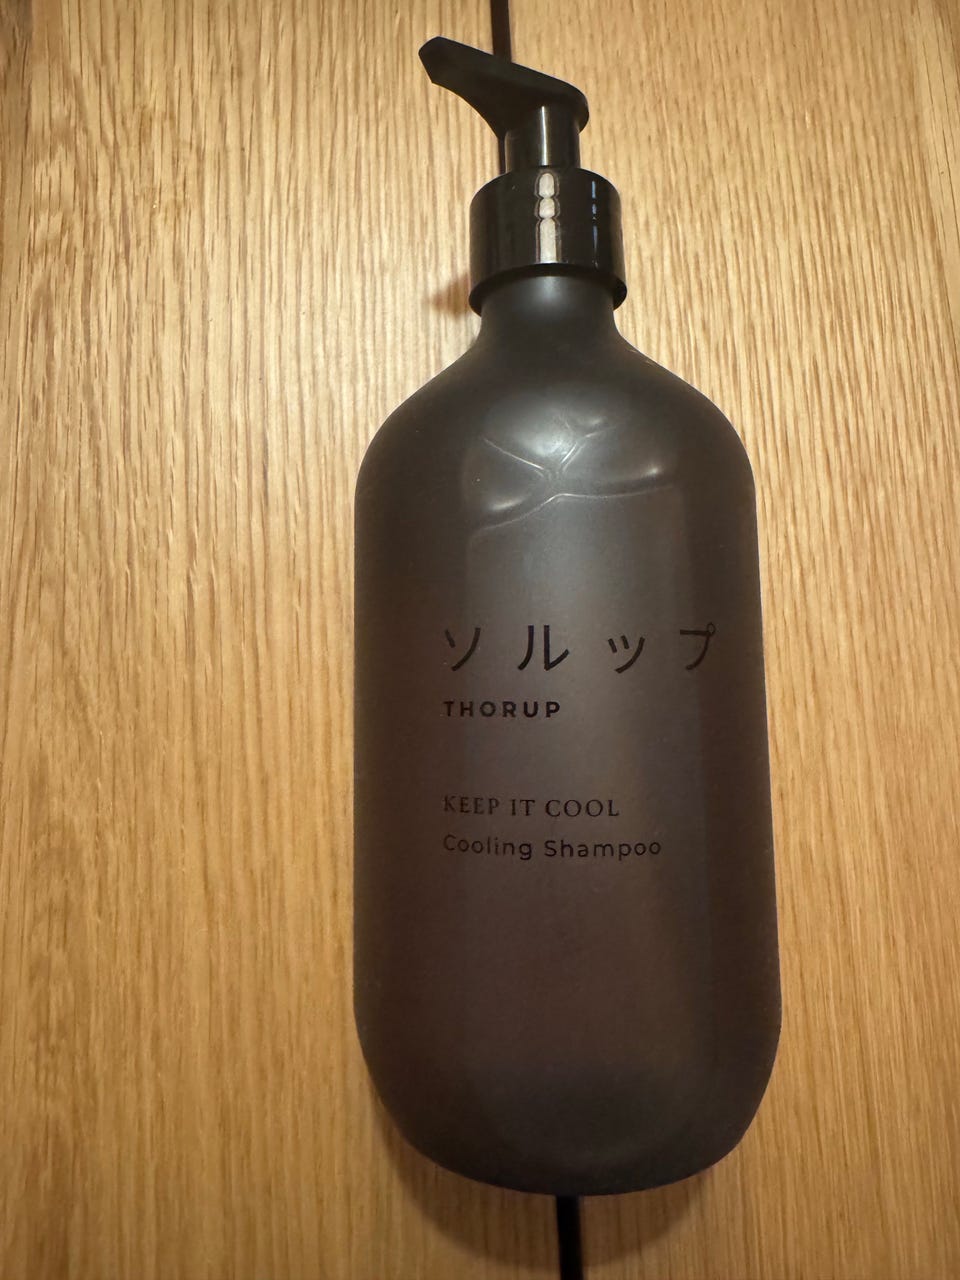 ソルップ
THORUP
KEEP IT COOL
Cooling Shampoo